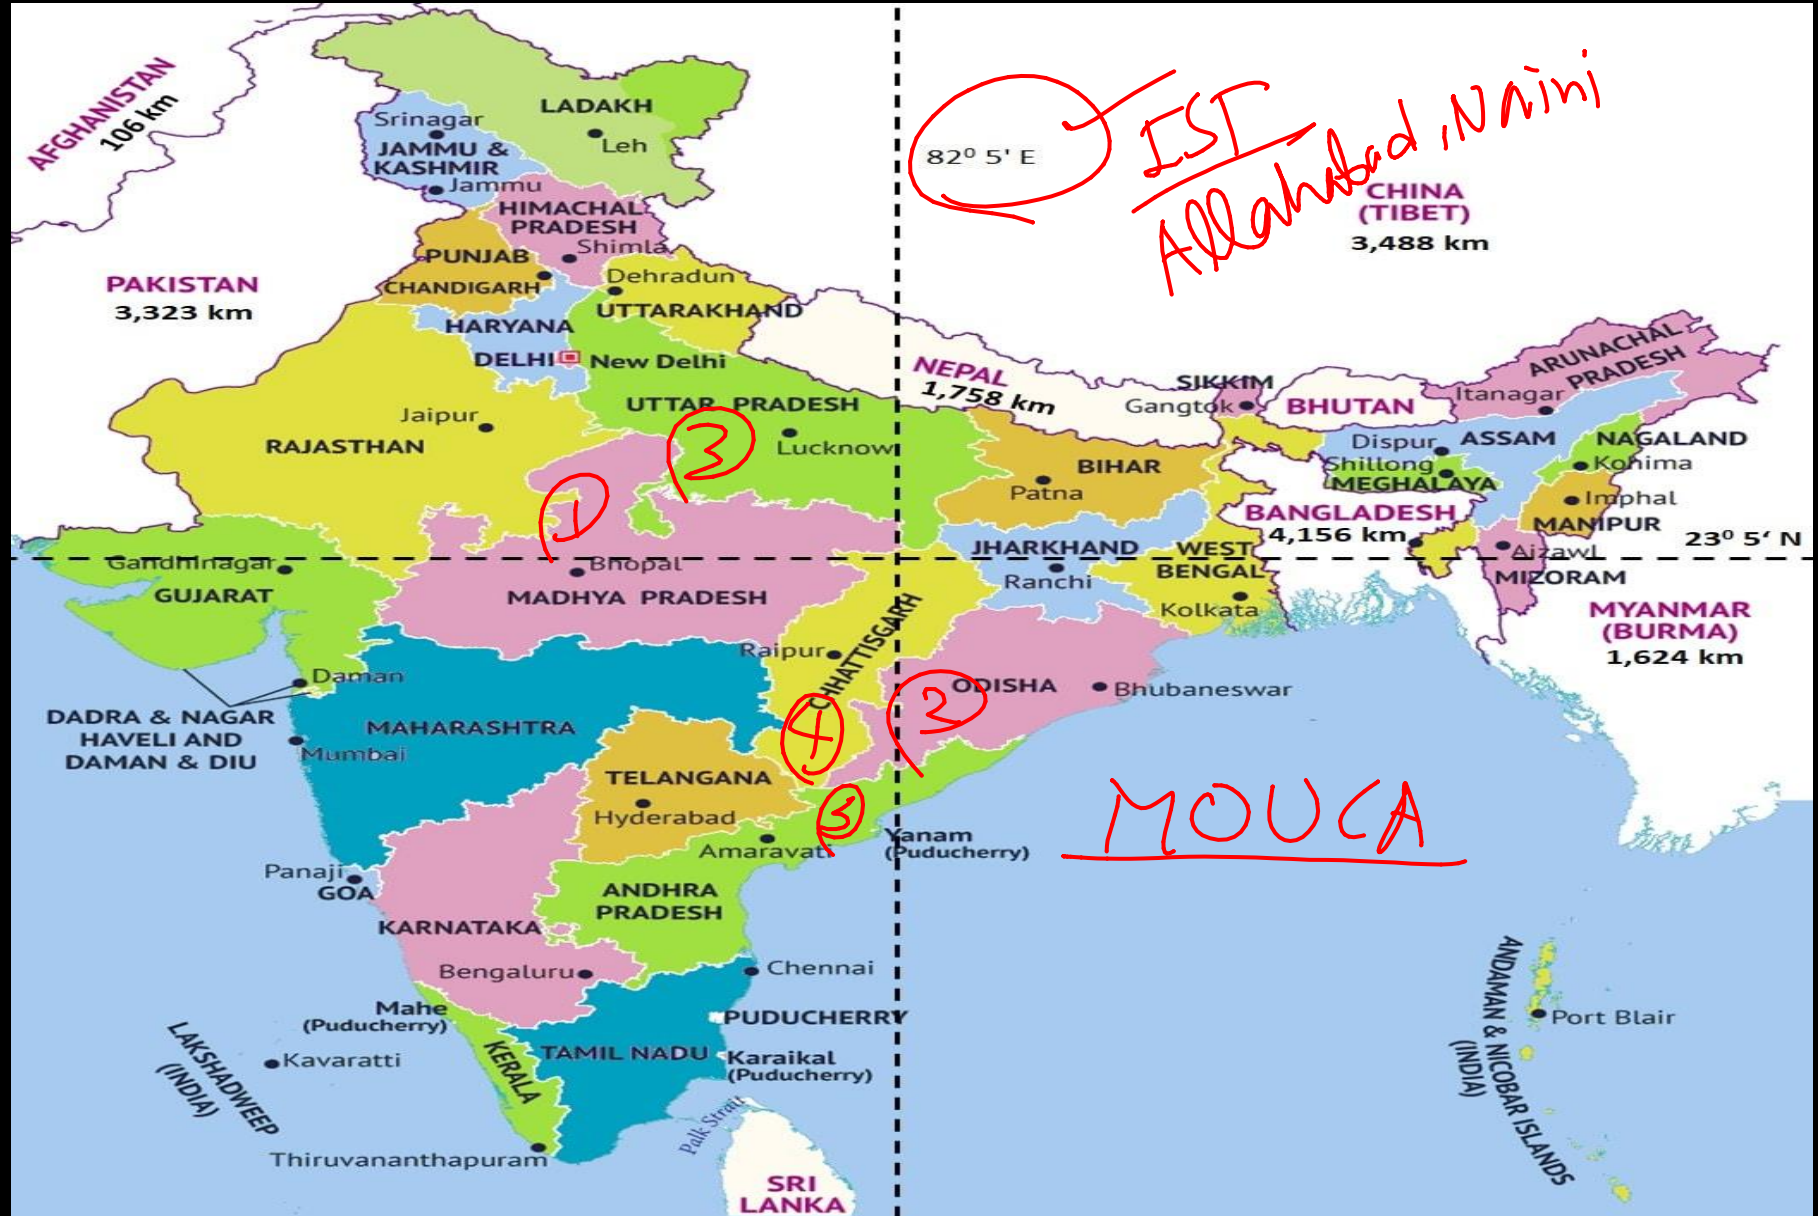 AFGHANISTAN
106 km
LADAKH
Leh
Srinagar
JAMMU &
KASHMIR
Jammu
82⁰ 5' E
IST
Allahabad, Naini
CHINA
(TIBET)
3,488 km
HIMACHAL
PRADESH
Shimla
PUNJAB
CHANDIGARH
Dehradun
UTTARAKHAND
PAKISTAN
3,323 km
HARYANA
DELHI
New Delhi
NEPAL
1,758 km
SIKKIM
Gangtok
BHUTAN
ARUNACHAL
PRADESH
Itanagar
UTTAR PRADESH
Lucknow
Jaipur
RAJASTHAN
3
1
BIHAR
Patna
Dispur
ASSAM
NAGALAND
Kohima
Shillong
MEGHALAYA
Imphal
MANIPUR
BANGLADESH
4,156 km
23⁰ 5‘ N
Gandhinagar
GUJARAT
Bhopal
MADHYA PRADESH
JHARKHAND
Ranchi
WEST
BENGAL
Kolkata
Aizawl
MIZORAM
MYANMAR
(BURMA)
1,624 km
Raipur
CHHATTISGARH
ODISHA
Bhubaneswar
2
4
Daman
DADRA & NAGAR
HAVELI AND
DAMAN & DIU
MAHARASHTRA
Mumbai
TELANGANA
Hyderabad
5
MOUCA
Amaravati
Yanam
(Puducherry)
Panaji
GOA
ANDHRA
PRADESH
KARNATAKA
Bengaluru
Chennai
Mahe
(Puducherry)
PUDUCHERRY
KERALA
TAMIL NADU
Karaikal
(Puducherry)
LAKSHADWEEP
(INDIA)
Kavaratti
Port Blair
ANDAMAN & NICOBAR ISLANDS
(INDIA)
Palk Strait
Thiruvananthapuram
SRI
LANKA